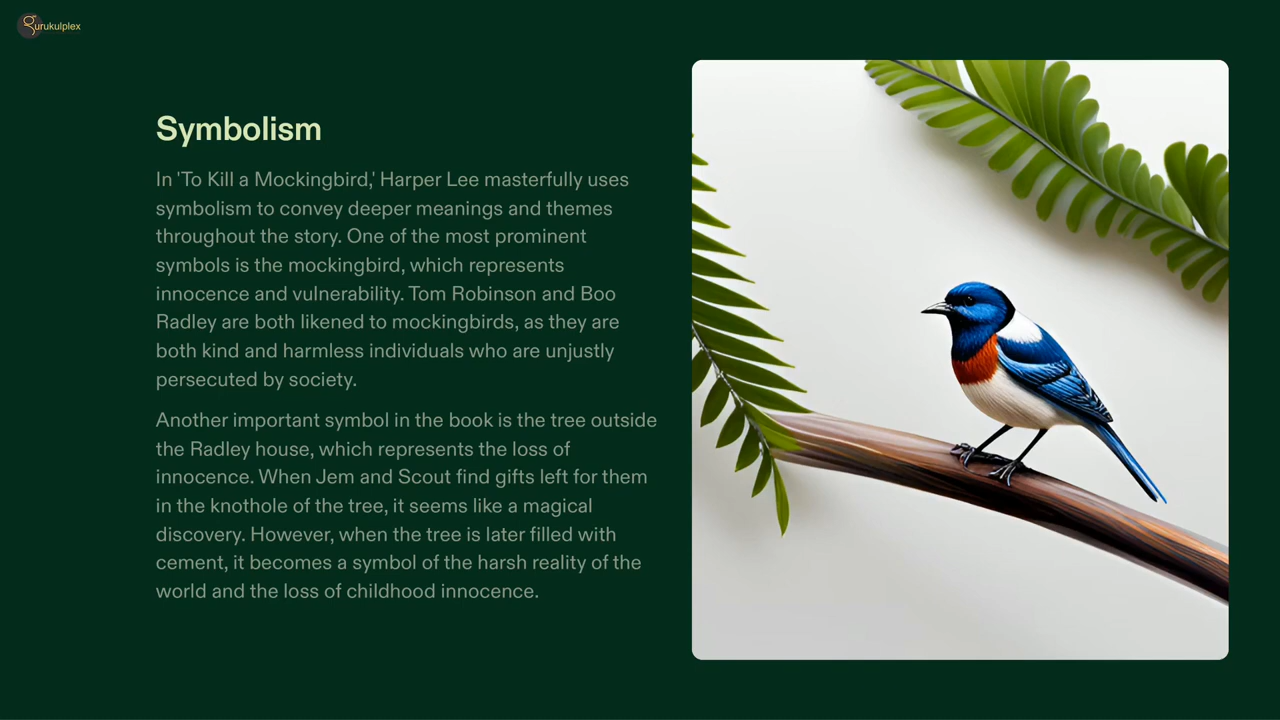 gurukulplex
Symbolism
In 'To Kill a Mockingbird,' Harper Lee masterfully uses
symbolism to convey deeper meanings and themes
throughout the story. One of the most prominent
symbols is the mockingbird, which represents
innocence and vulnerability. Tom Robinson and Boo
Radley are both likened to mockingbirds, as they are
both kind and harmless individuals who are unjustly
persecuted by society.
Another important symbol in the book is the tree outside
the Radley house, which represents the loss of
innocence. When Jem and Scout find gifts left for them
in the knothole of the tree, it seems like a magical
discovery. However, when the tree is later filled with
cement, it becomes a symbol of the harsh reality of the
world and the loss of childhood innocence.